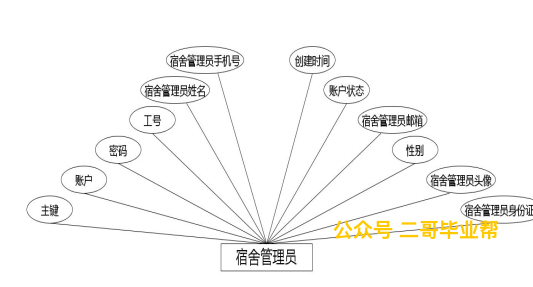 宿舍管理员手机号
创建时间
宿舍管理员姓名
账户状态
工号
宿舍管理员邮箱
密码
性别
账户
宿舍管理员头像
主键
宿舍管理员身份证
公众号 二哥毕业帮
宿舍管理员